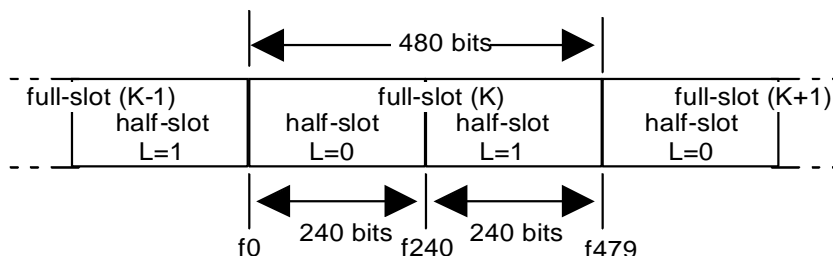 480 bits
full-slot (K-1) full-slot (K) full-slot (K+1)
half-slot half-slot half-slot half-slot
L=1 L=0 L=1 L=0
240 bits 240 bits
f0 f240 f479